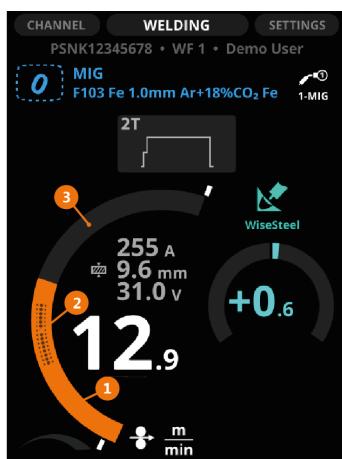 CHANNEL WELDING SETTINGS
PSNK12345678 • WF 1 • Demo User
0 MIG
F103 Fe 1.0mm Ar+18%CO₂ Fe
1
1-MIG
2T
3
WiseSteel
255 A
9.6 mm
31.0 V
+0.6
2
12.9
1
m
min